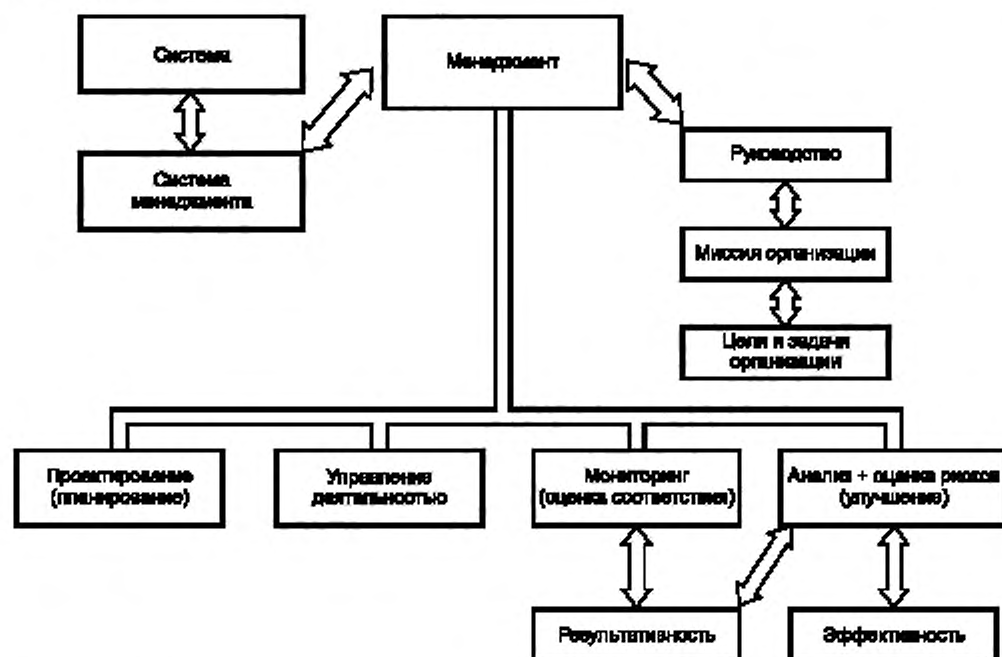 Система
Менеджмент
Система
менеджмента
Руководство
Миссия организации
Цели и задачи
организации
Проектирование
(планирование)
Управление
деятельностью
Мониторинг
(оценка соответствия)
Анализ + оценка рисков
(улучшение)
Результативность
Эффективность